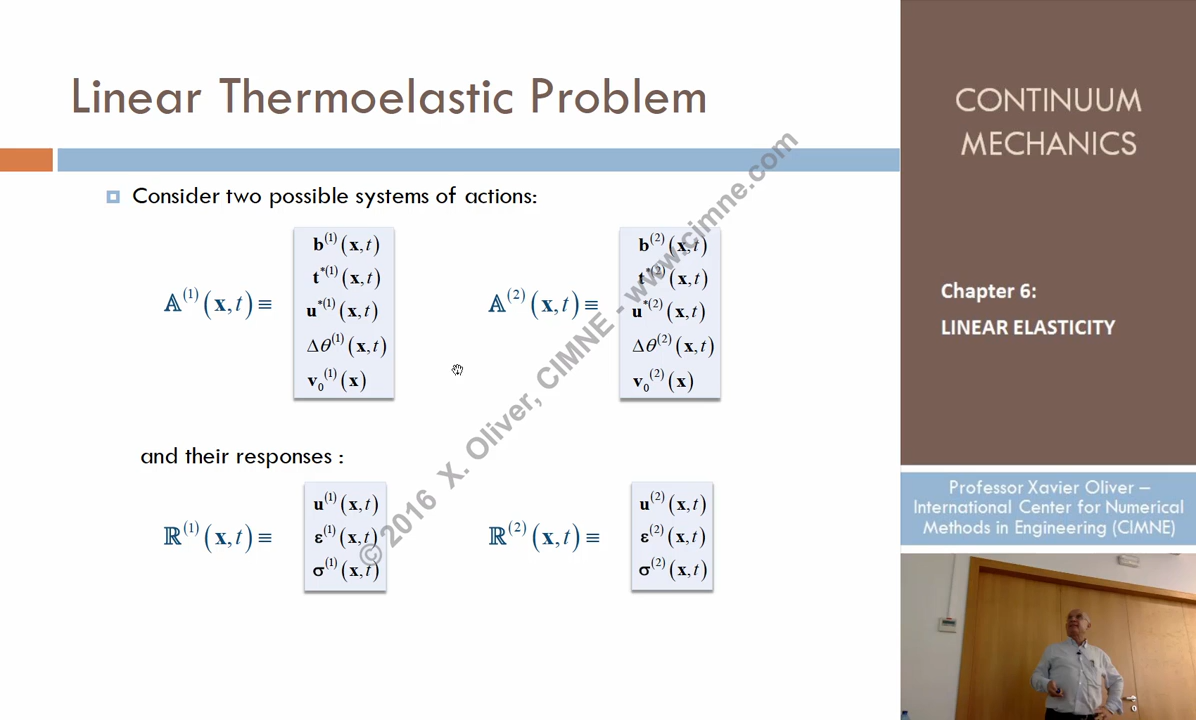 Linear Thermoelastic Problem
Consider two possible systems of actions:
𝔸⁽¹⁾(x,t) ≡
b⁽¹⁾(x,t)
t*⁽¹⁾(x,t)
u*⁽¹⁾(x,t)
Δθ⁽¹⁾(x,t)
v₀⁽¹⁾(x)
𝔸⁽²⁾(x,t) ≡
b⁽²⁾(x,t)
t*⁽²⁾(x,t)
u*⁽²⁾(x,t)
Δθ⁽²⁾(x,t)
v₀⁽²⁾(x)
and their responses :
ℝ⁽¹⁾(x,t) ≡
u⁽¹⁾(x,t)
ε⁽¹⁾(x,t)
σ⁽¹⁾(x,t)
ℝ⁽²⁾(x,t) ≡
u⁽²⁾(x,t)
ε⁽²⁾(x,t)
σ⁽²⁾(x,t)
© 2016 X. Oliver, CIMNE - www.cimne.com
CONTINUUM
MECHANICS
Chapter 6:
LINEAR ELASTICITY
Professor Xavier Oliver –
International Center for Numerical
Methods in Engineering (CIMNE)